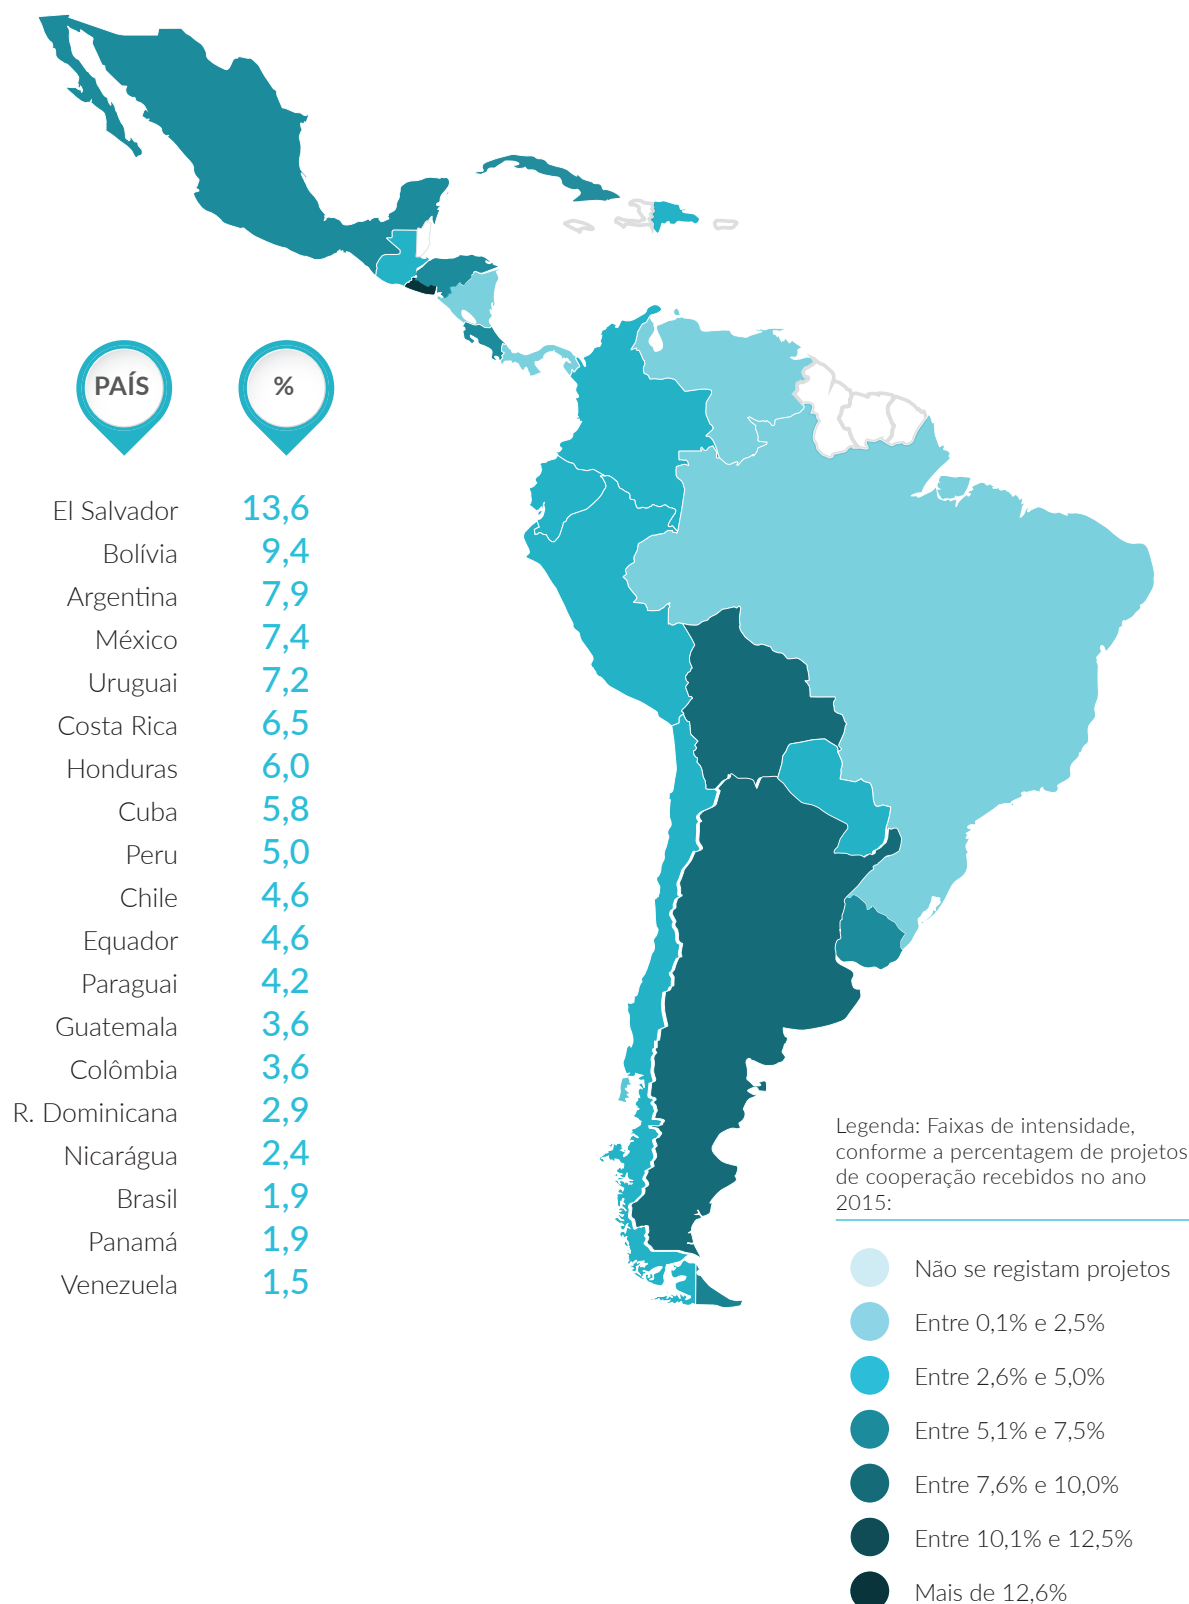 PAÍS %
El Salvador 13,6
Bolívia 9,4
Argentina 7,9
México 7,4
Uruguai 7,2
Costa Rica 6,5
Honduras 6,0
Cuba 5,8
Peru 5,0
Chile 4,6
Equador 4,6
Paraguai 4,2
Guatemala 3,6
Colômbia 3,6
R. Dominicana 2,9
Nicarágua 2,4
Brasil 1,9
Panamá 1,9
Venezuela 1,5
Legenda: Faixas de intensidade,
conforme a percentagem de projetos
de cooperação recebidos no ano
2015:
Não se registam projetos
Entre 0,1% e 2,5%
Entre 2,6% e 5,0%
Entre 5,1% e 7,5%
Entre 7,6% e 10,0%
Entre 10,1% e 12,5%
Mais de 12,6%